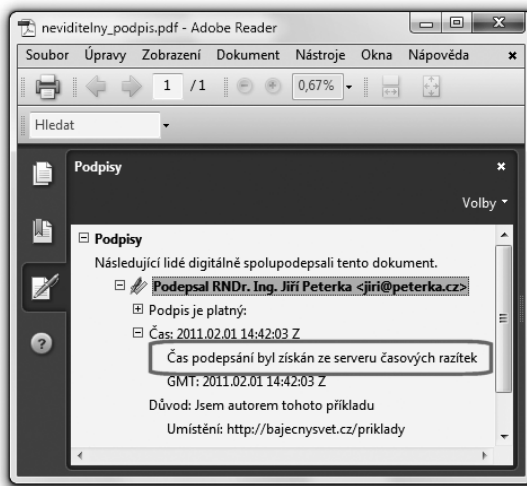 neviditelny_podpis.pdf - Adobe Reader
Soubor Úpravy Zobrazení Dokument Nástroje Okna Nápověda
1 / 1 0,67%
Hledat
Podpisy
Volby
Podpisy
Následující lidé digitálně spolupodepsali tento dokument.
Podepsal RNDr. Ing. Jiří Peterka <jiri@peterka.cz>
Podpis je platný:
Čas: 2011.02.01 14:42:03 Z
Čas podepsání byl získán ze serveru časových razítek
GMT: 2011.02.01 14:42:03 Z
Důvod: Jsem autorem tohoto příkladu
Umístění: http://bajecnysvet.cz/priklady